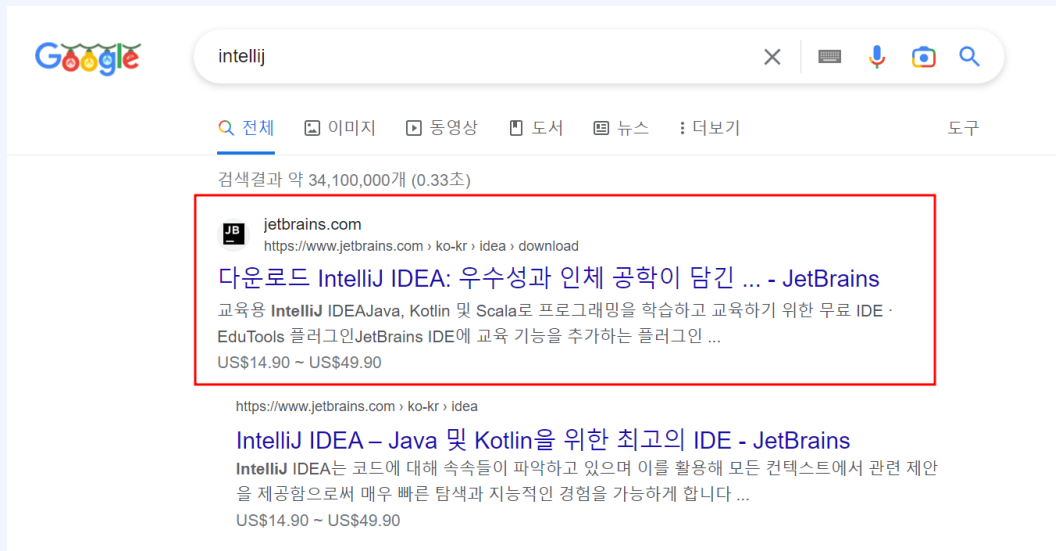 Google
intellij
전체 이미지 동영상 도서 뉴스 더보기 도구
검색결과 약 34,100,000개 (0.33초)
JB
jetbrains.com
https://www.jetbrains.com › ko-kr › idea › download
다운로드 IntelliJ IDEA: 우수성과 인체 공학이 담긴 ... - JetBrains
교육용 IntelliJ IDEAJava, Kotlin 및 Scala로 프로그래밍을 학습하고 교육하기 위한 무료 IDE ·
EduTools 플러그인JetBrains IDE에 교육 기능을 추가하는 플러그인 ...
US$14.90 ~ US$49.90
https://www.jetbrains.com › ko-kr › idea
IntelliJ IDEA – Java 및 Kotlin을 위한 최고의 IDE - JetBrains
IntelliJ IDEA는 코드에 대해 속속들이 파악하고 있으며 이를 활용해 모든 컨텍스트에서 관련 제안
을 제공함으로써 매우 빠른 탐색과 지능적인 경험을 가능하게 합니다 ...
US$14.90 ~ US$49.90